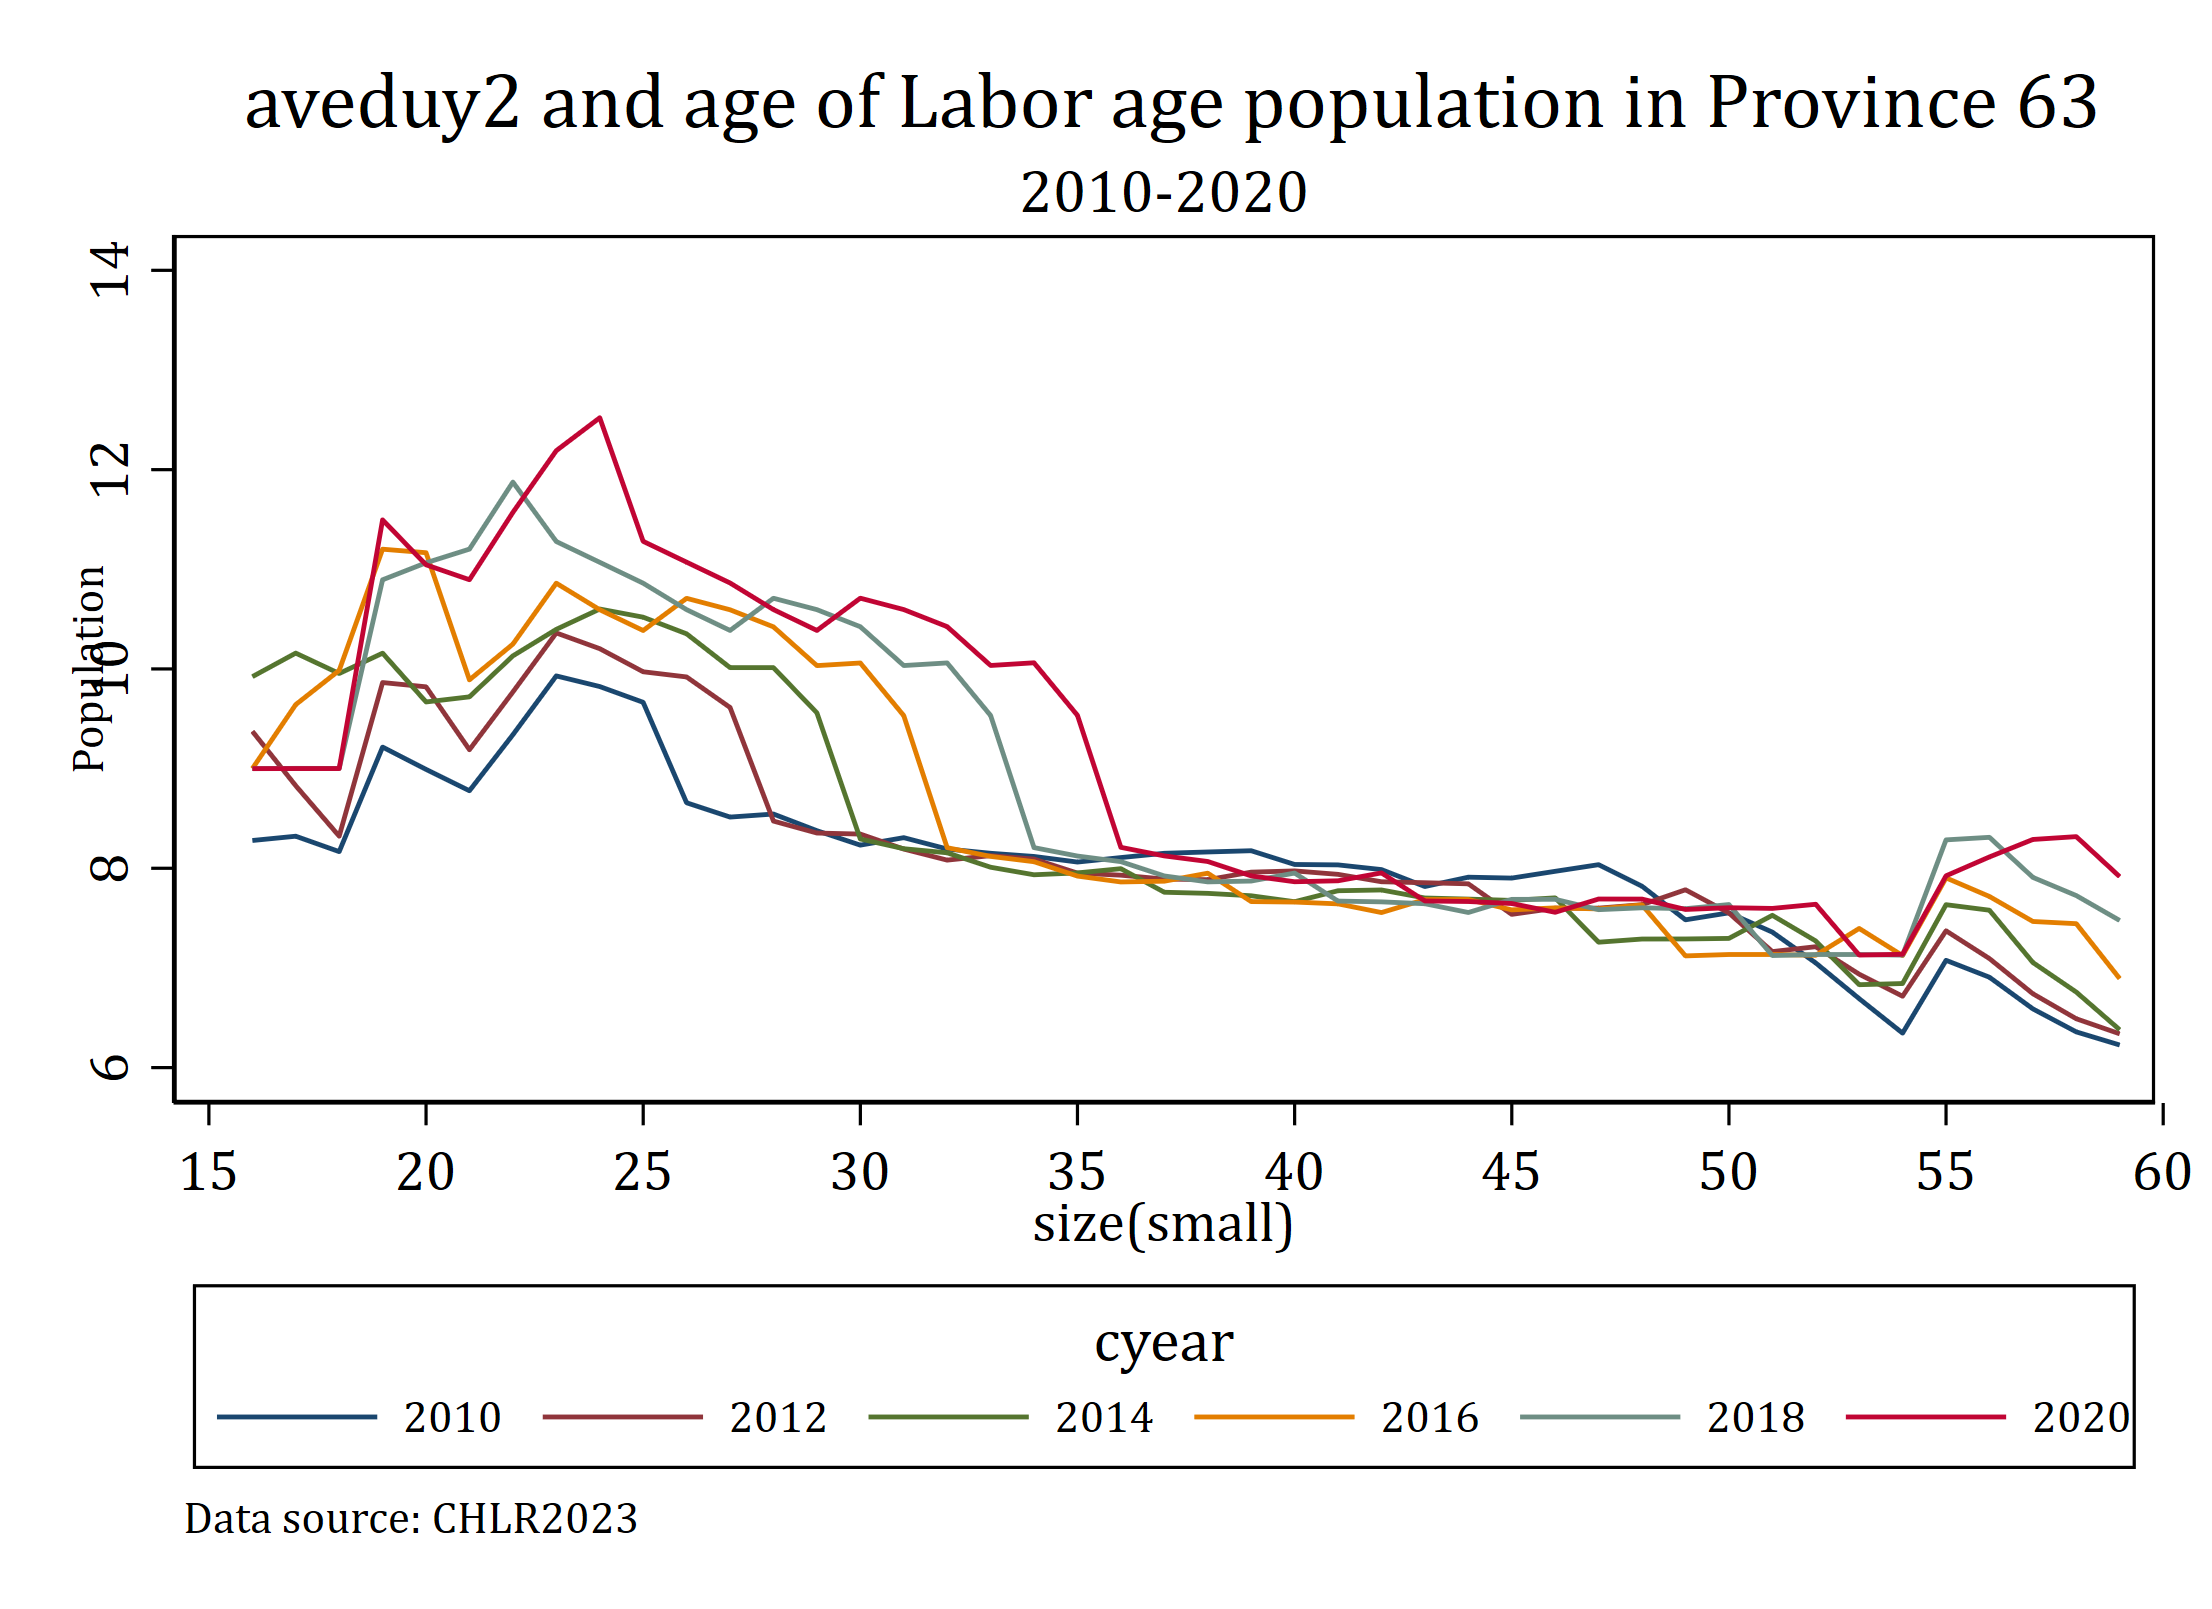 aveduy2 and age of Labor age population in Province 63
2010-2020
Population
14
12
10
8
6
15 20 25 30 35 40 45 50 55 60
size(small)
cyear
2010 2012 2014 2016 2018 2020
Data source: CHLR2023